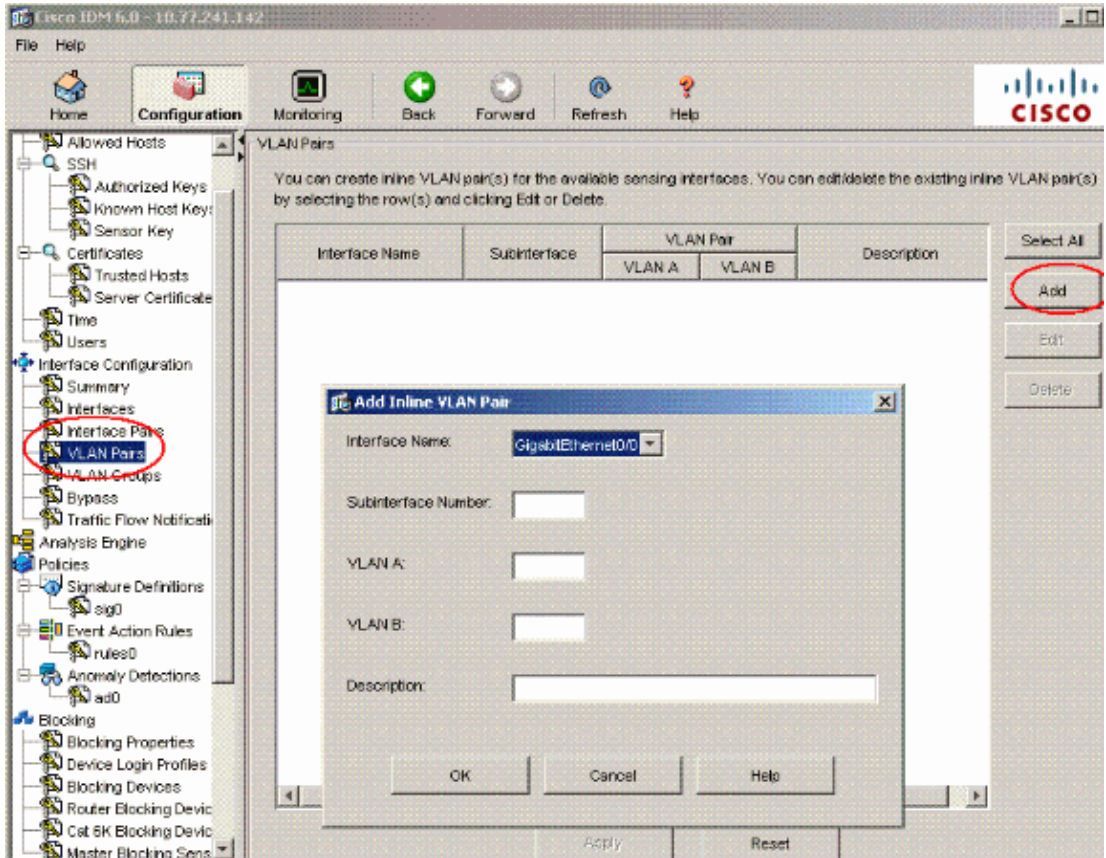 Cisco IDM 6.0 - 10.77.241.142
File Help
Home Configuration Monitoring Back Forward Refresh Help
CISCO
Allowed Hosts
SSH
Authorized Keys
Known Host Keys
Sensor Key
Certificates
Trusted Hosts
Server Certificate
Time
Users
Interface Configuration
Summary
Interfaces
Interface Pairs
VLAN Pairs
VLAN Groups
Bypass
Traffic Flow Notificati
Analysis Engine
Policies
Signature Definitions
sig0
Event Action Rules
rules0
Anomaly Detections
ad0
Blocking
Blocking Properties
Device Login Profiles
Blocking Devices
Router Blocking Devic
Cat 6K Blocking Devic
Master Blocking Sens
VLAN Pairs
You can create inline VLAN pair(s) for the available sensing interfaces. You can edit/delete the existing inline VLAN pair(s)
by selecting the row(s) and clicking Edit or Delete.
Interface Name Subinterface VLAN Pair Description
VLAN A VLAN B
Select All
Add
Edit
Delete
Add Inline VLAN Pair
Interface Name: GigabitEthernet0/0
Subinterface Number:
VLAN A:
VLAN B:
Description:
OK Cancel Help
Apply Reset